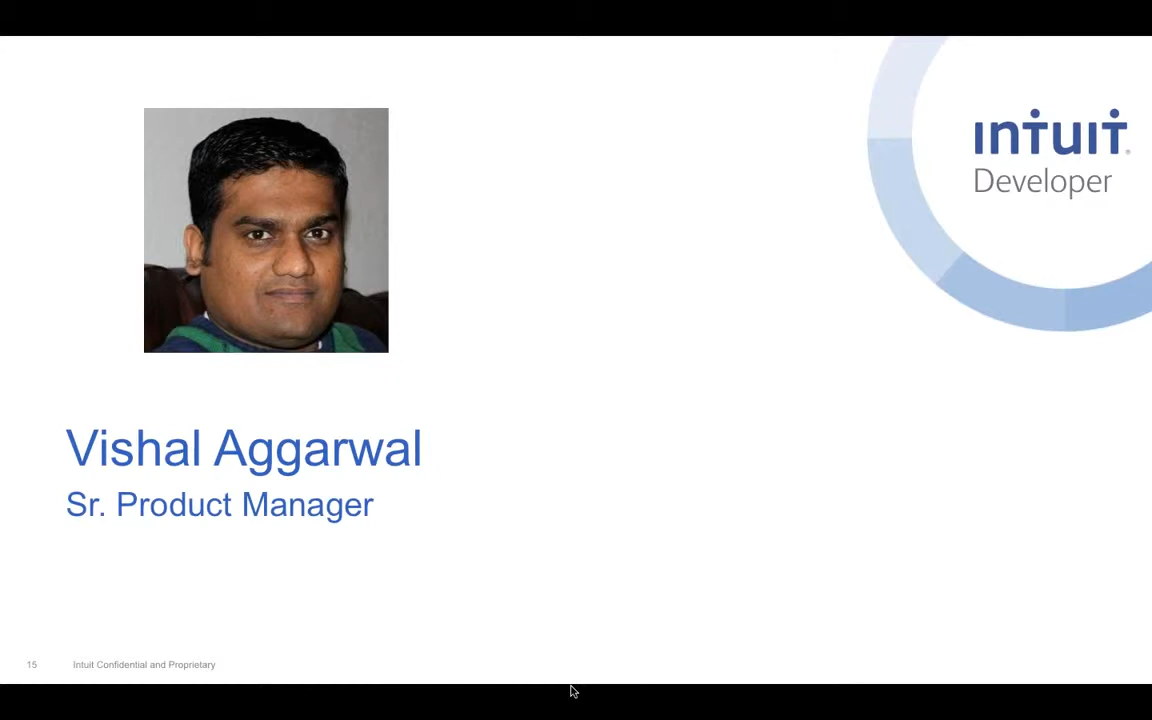 intuit®
Developer
Vishal Aggarwal
Sr. Product Manager
15 Intuit Confidential and Proprietary